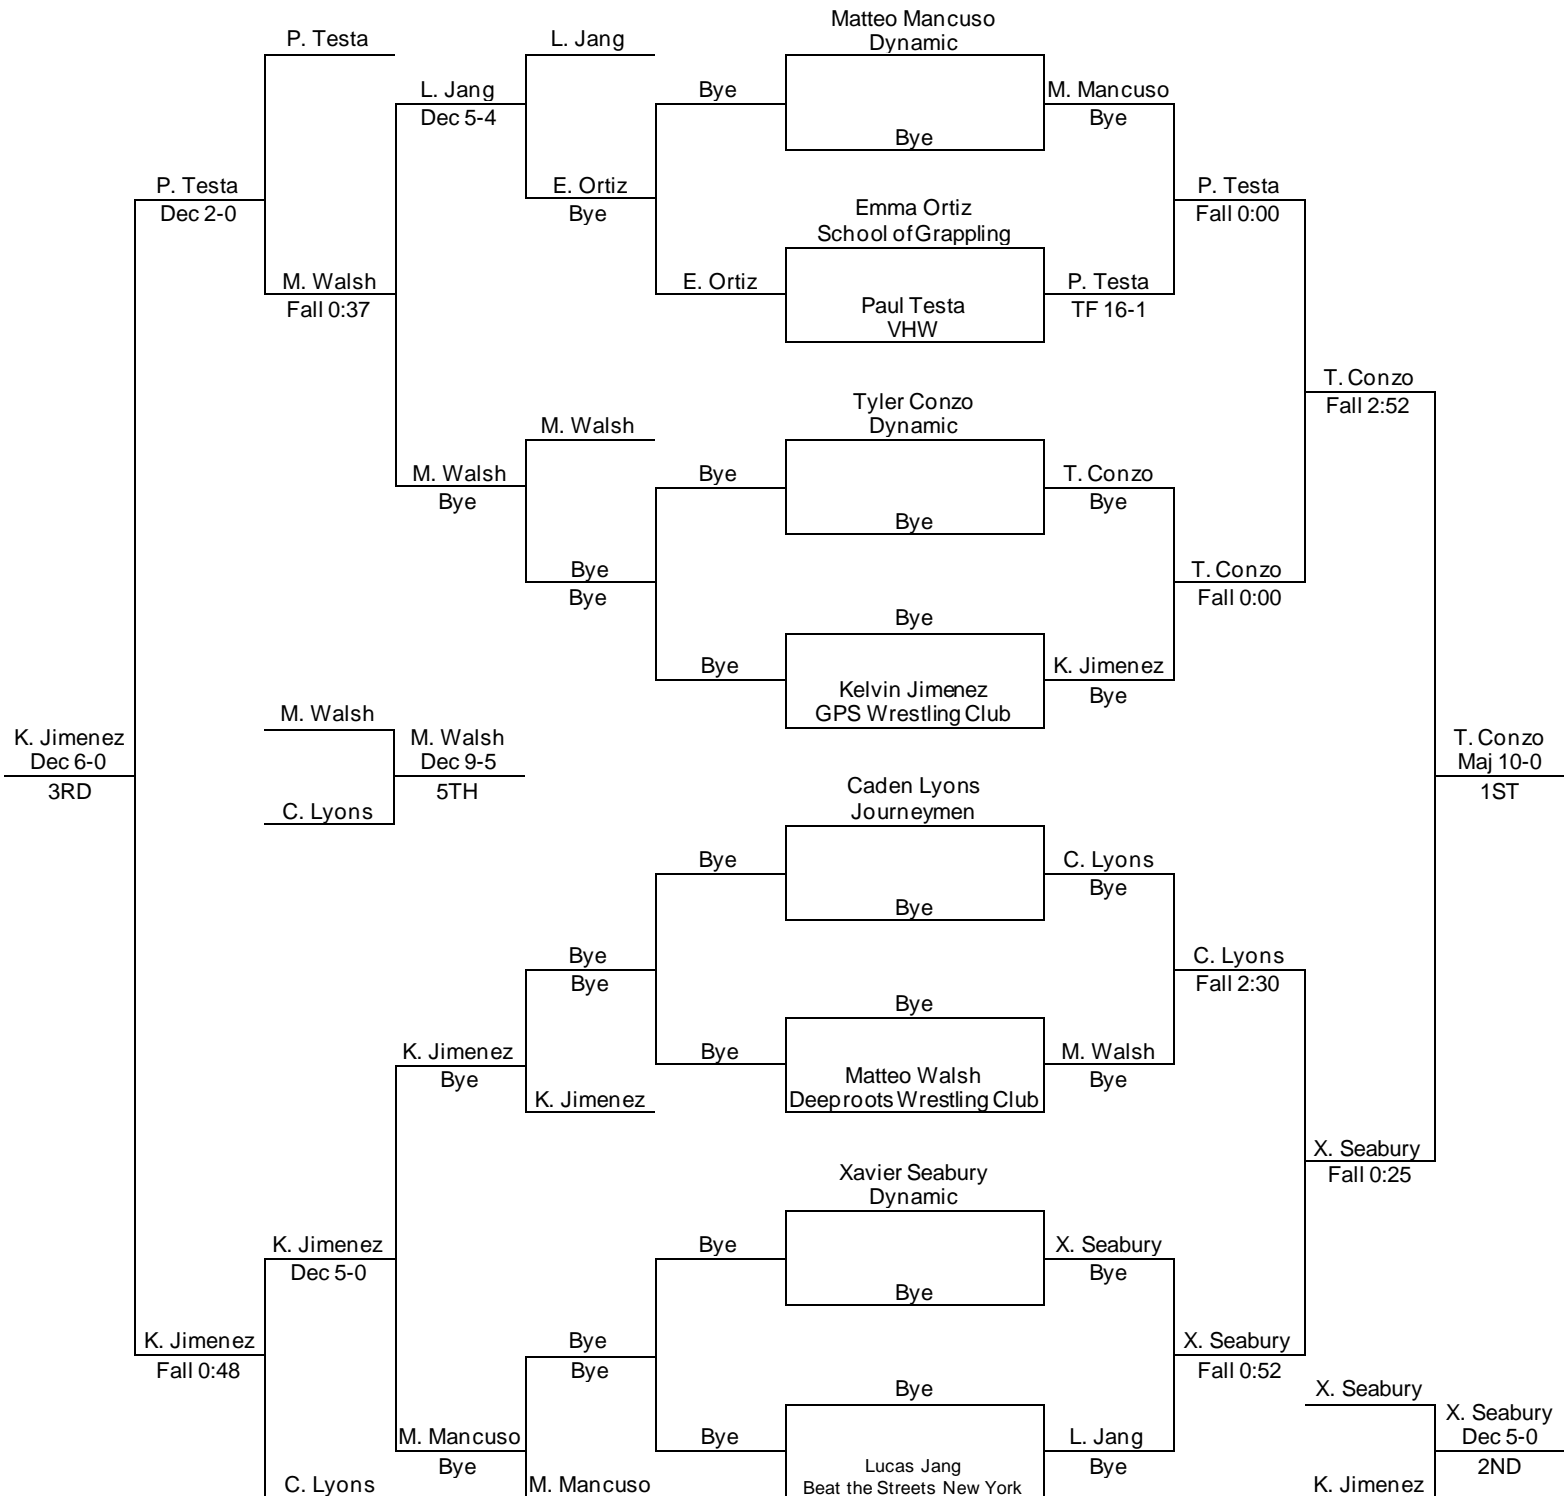 Matteo Mancuso
Dynamic
P. Testa
L. Jang
L. Jang
Dec 5-4
Bye
M. Mancuso
Bye
Bye
P. Testa
Dec 2-0
E. Ortiz
Bye
Emma Ortiz
School of Grappling
P. Testa
Fall 0:00
M. Walsh
Fall 0:37
E. Ortiz
Paul Testa
VHW
P. Testa
TF 16-1
T. Conzo
Fall 2:52
Tyler Conzo
Dynamic
M. Walsh
M. Walsh
Bye
Bye
T. Conzo
Bye
Bye
Bye
Bye
T. Conzo
Fall 0:00
Bye
Bye
Kelvin Jimenez
GPS Wrestling Club
K. Jimenez
Bye
M. Walsh
K. Jimenez
Dec 6-0
3RD
M. Walsh
Dec 9-5
5TH
C. Lyons
T. Conzo
Maj 10-0
1ST
Caden Lyons
Journeymen
Bye
C. Lyons
Bye
Bye
Bye
Bye
C. Lyons
Fall 2:30
Bye
K. Jimenez
Bye
Bye
M. Walsh
Bye
Matteo Walsh
Deeproots Wrestling Club
K. Jimenez
X. Seabury
Fall 0:25
Xavier Seabury
Dynamic
K. Jimenez
Dec 5-0
Bye
X. Seabury
Bye
Bye
K. Jimenez
Fall 0:48
Bye
Bye
X. Seabury
Fall 0:52
Bye
X. Seabury
X. Seabury
Dec 5-0
2ND
M. Mancuso
Bye
Bye
L. Jang
Bye
Lucas Jang
Beat the Streets New York
C. Lyons
M. Mancuso
K. Jimenez